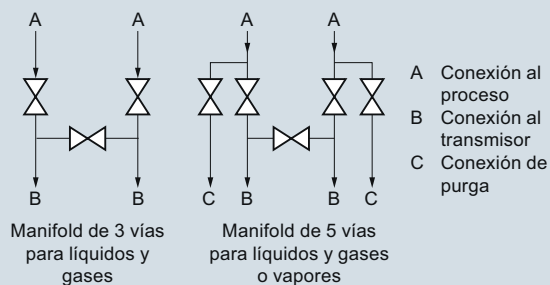 A A A A
A Conexión al
proceso
B Conexión al
transmisor
C Conexión de
purga
B B C B B C
Manifold de 3 vías
para líquidos y
gases
Manifold de 5 vías
para líquidos y gases
o vapores